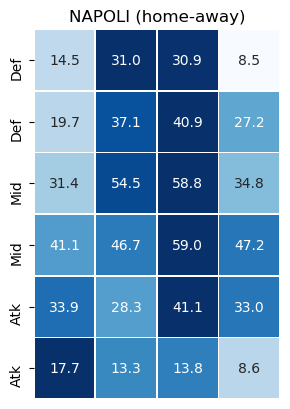 NAPOLI (home-away)
Def 14.5 31.0 30.9 8.5
Def 19.7 37.1 40.9 27.2
Mid 31.4 54.5 58.8 34.8
Mid 41.1 46.7 59.0 47.2
Atk 33.9 28.3 41.1 33.0
Atk 17.7 13.3 13.8 8.6